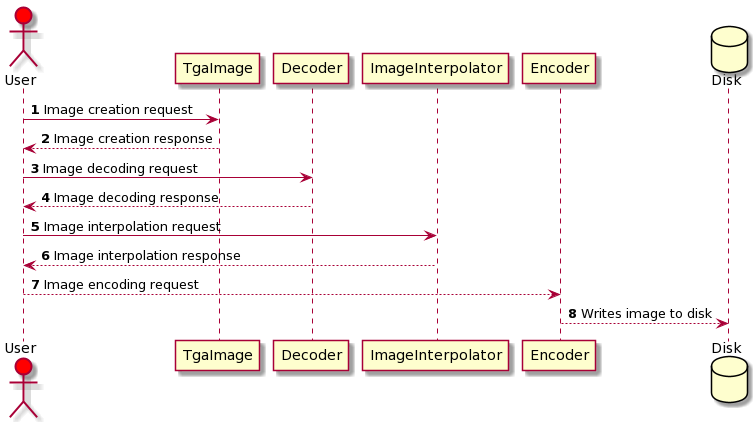 User
TgaImage
Decoder
ImageInterpolator
Encoder
Disk
1 Image creation request
2 Image creation response
3 Image decoding request
4 Image decoding response
5 Image interpolation request
6 Image interpolation response
7 Image encoding request
8 Writes image to disk
User
TgaImage
Decoder
ImageInterpolator
Encoder
Disk